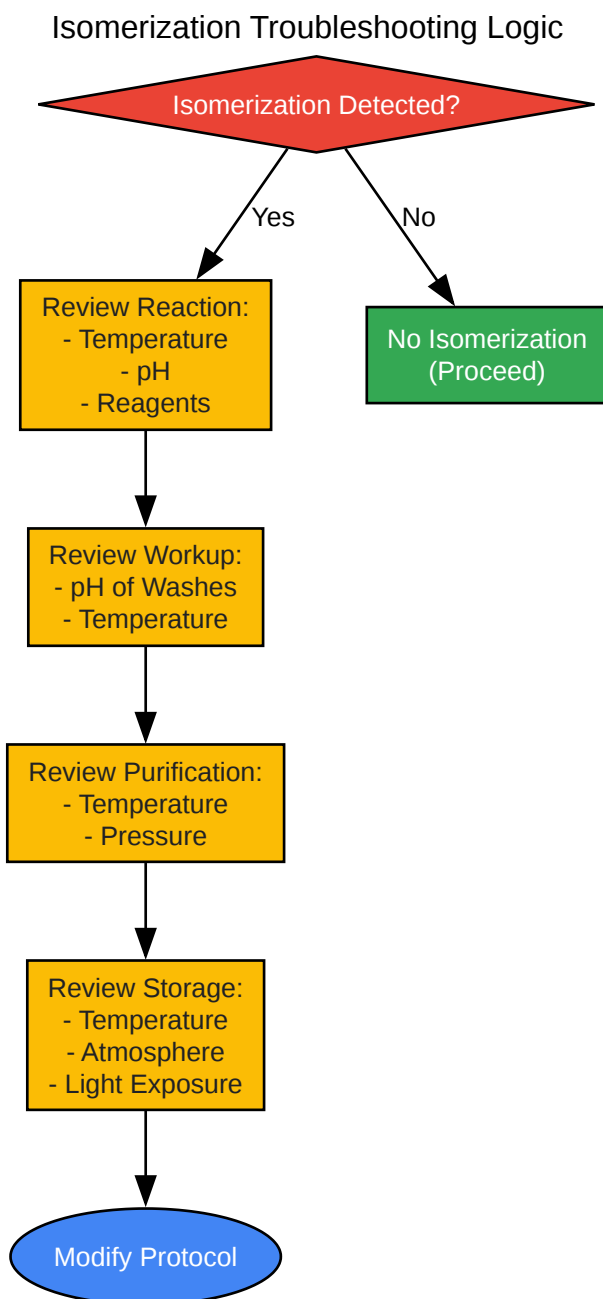 Isomerization Troubleshooting Logic
Isomerization Detected?
Yes
No
Review Reaction:
- Temperature
- pH
- Reagents
No Isomerization
(Proceed)
Review Workup:
- pH of Washes
- Temperature
Review Purification:
- Temperature
- Pressure
Review Storage:
- Temperature
- Atmosphere
- Light Exposure
Modify Protocol